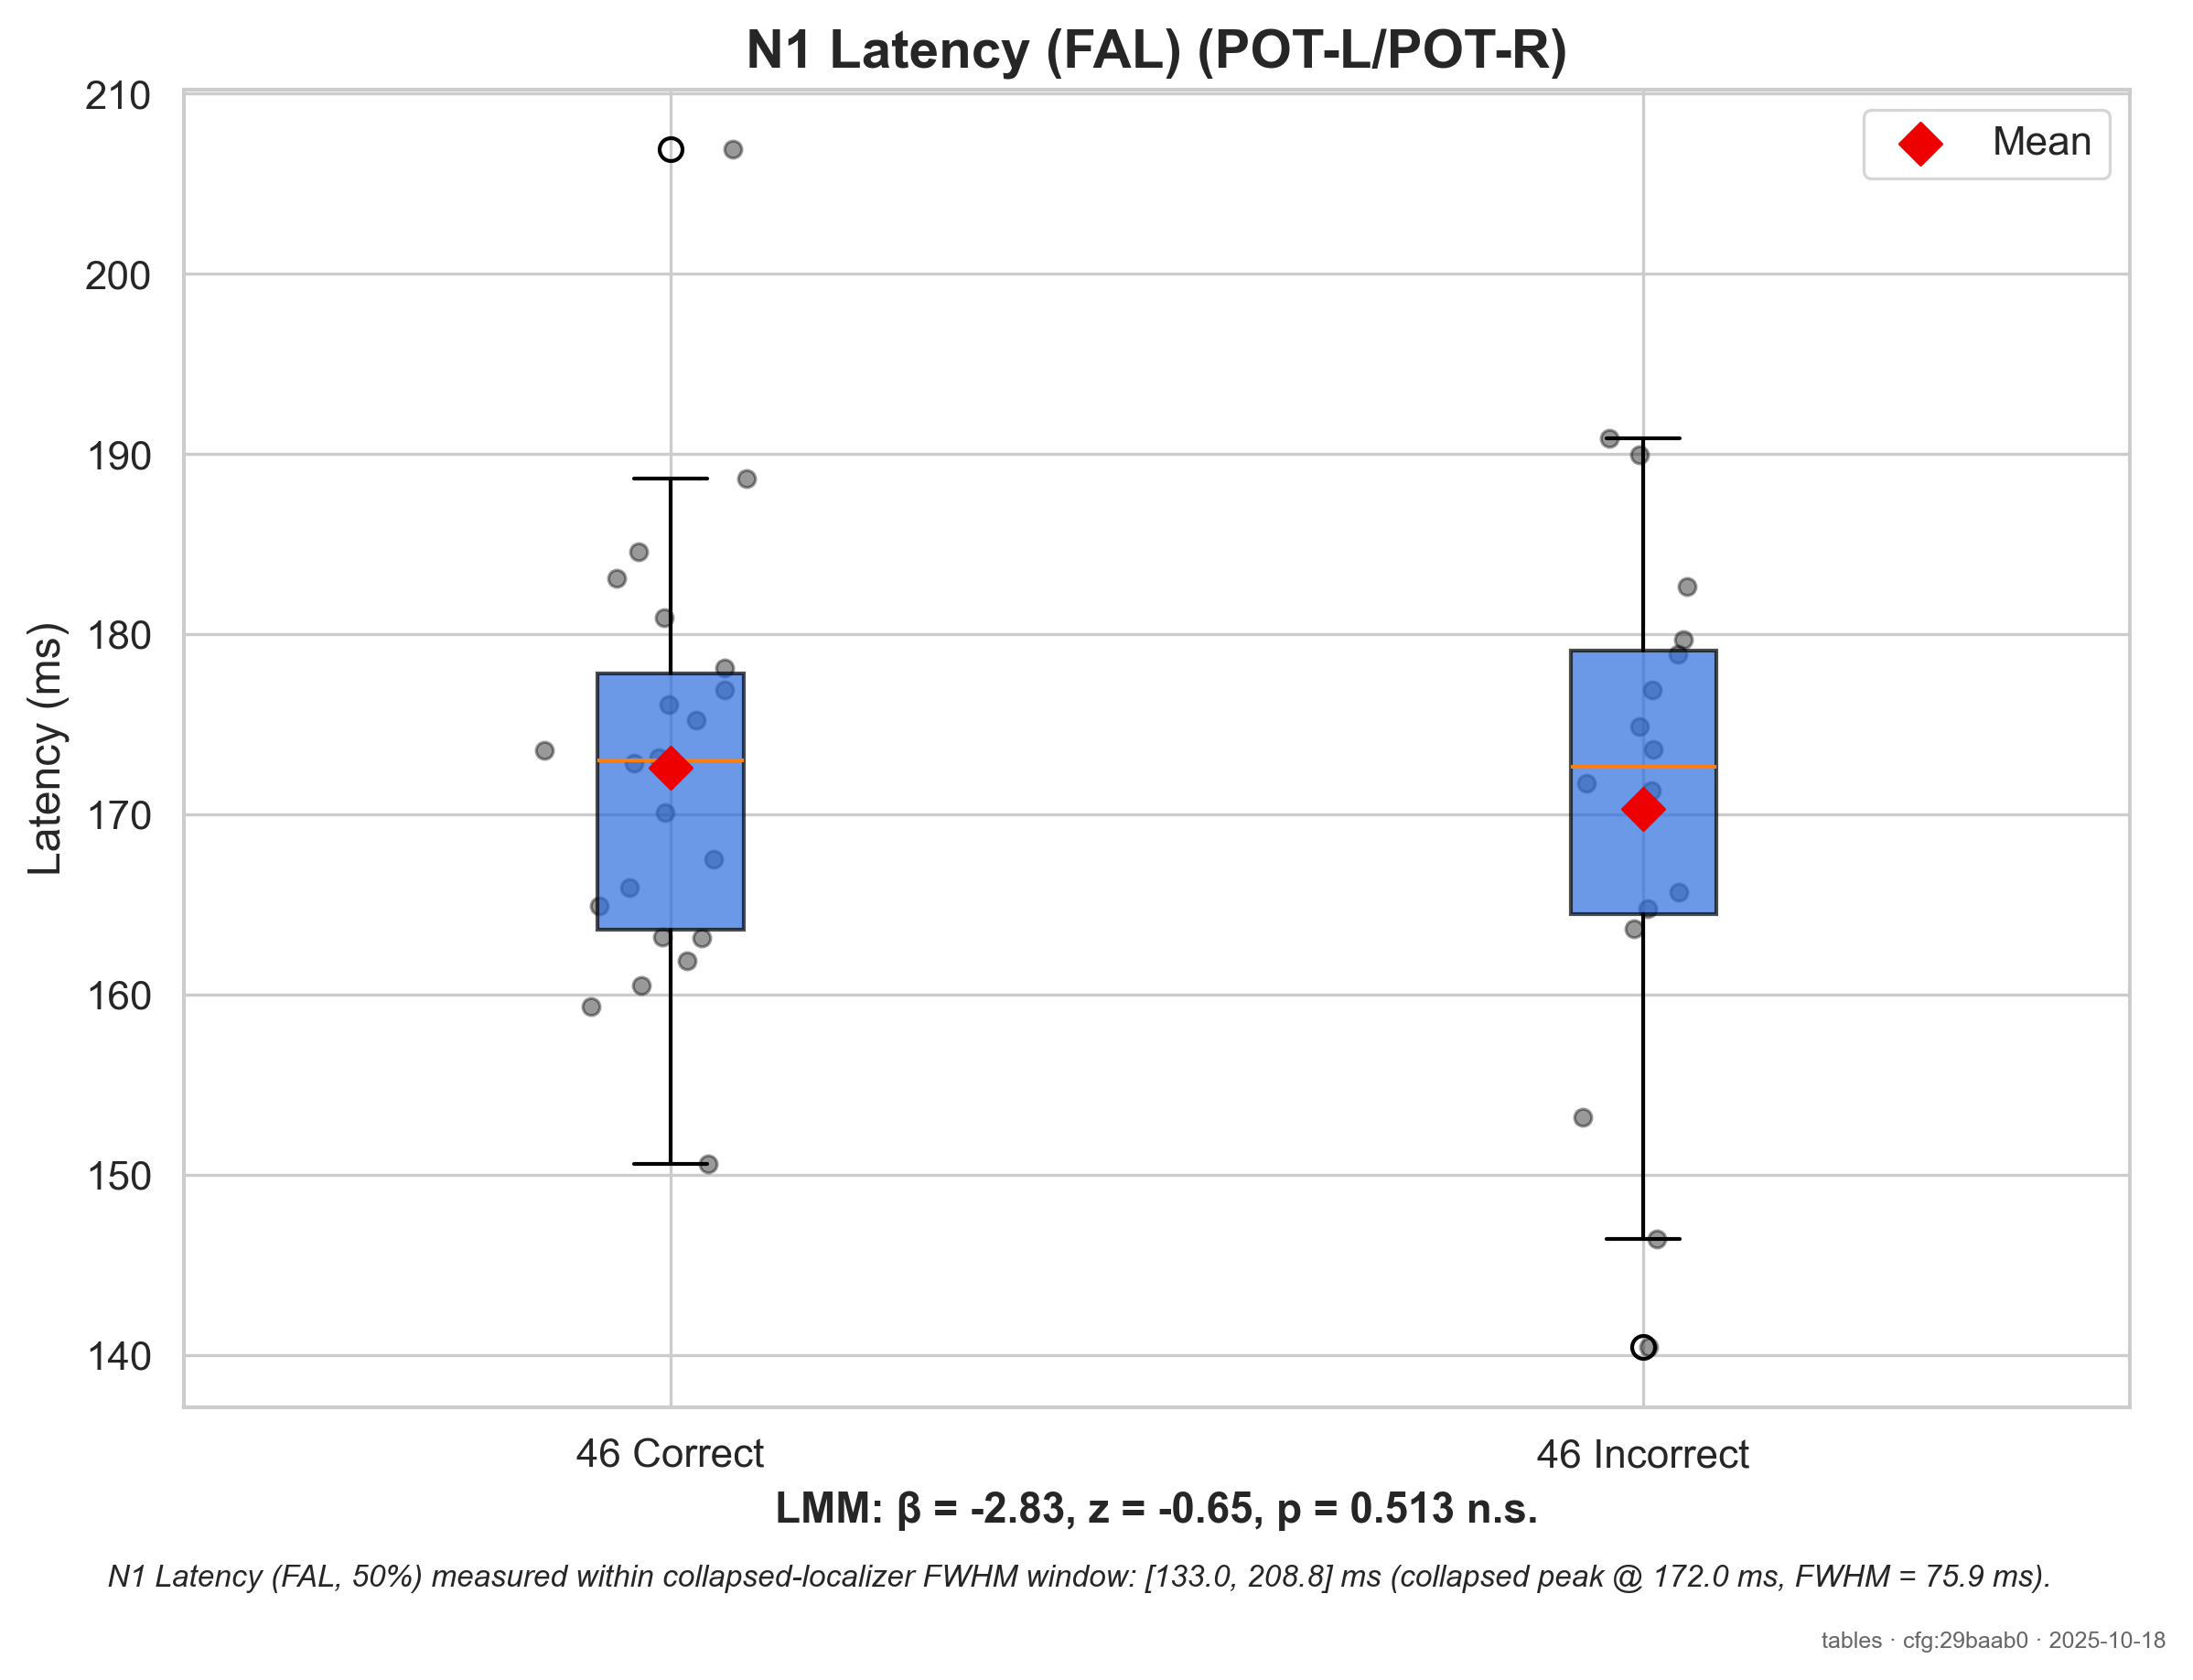 N1 Latency (FAL) (POT-L/POT-R)
Mean
Latency (ms)
210
200
190
180
170
160
150
140
46 Correct
46 Incorrect
LMM: β = -2.83, z = -0.65, p = 0.513 n.s.
N1 Latency (FAL, 50%) measured within collapsed-localizer FWHM window: [133.0, 208.8] ms (collapsed peak @ 172.0 ms, FWHM = 75.9 ms).
tables · cfg:29baab0 · 2025-10-18